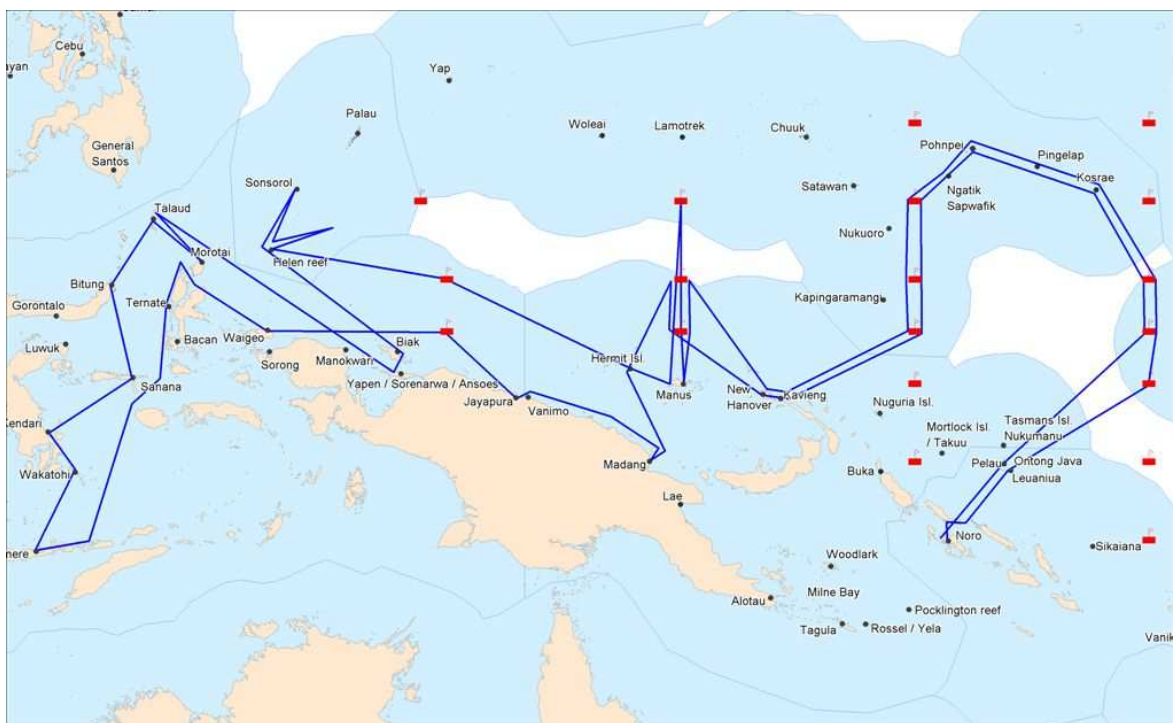 Cebu
ayan
Yap
Palau
Woleai
Lamotrek
Chuuk
Pohnpei
Pingelap
General
Santos
Sonsorol
Satawan
Ngatik
Sapwafik
Kosrae
Talaud
Nukuoro
Morotai
Helen reef
Bitung
Kapingaramangi
Gorontalo
Ternate
Luwuk
Bacan
Waigeo
Sorong
Manokwari
Biak
Hermit Isl.
Sanana
Yapen / Sorenarwa / Ansoes
Manus
New
Hanover
Kavieng
Jayapura
Vanimo
Nuguria Isl.
Kendari
Mortlock Isl.
/ Takuu
Tasmans Isl.
Nukumanu
Wakatohi
Madang
Buka
Pelau
Ontong Java
Leuaniua
Lae
Noro
mere
Sikaiana
Woodlark
Milne Bay
Alotau
Pocklington reef
Tagula
Rossel / Yela
Vanik